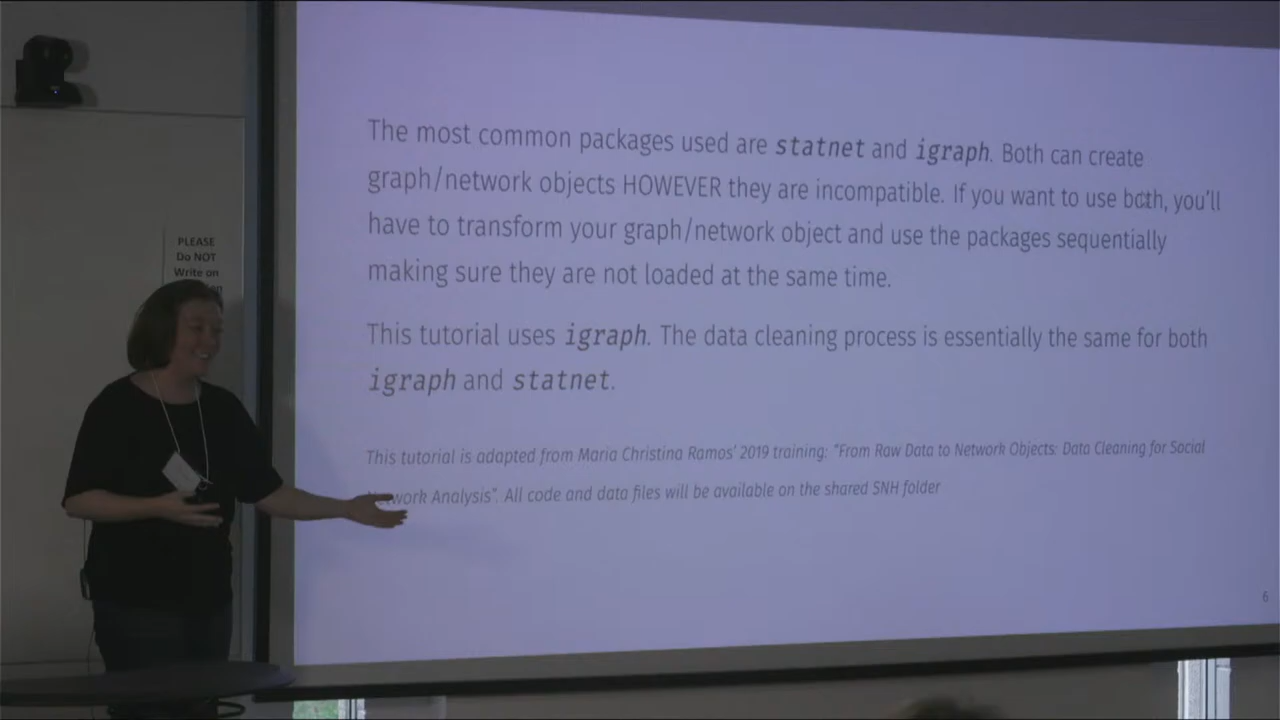 PLEASE
Do NOT
Write on
The most common packages used are statnet and igraph. Both can create
graph/network objects HOWEVER they are incompatible. If you want to use both, you'll
have to transform your graph/network object and use the packages sequentially
making sure they are not loaded at the same time.
This tutorial uses igraph. The data cleaning process is essentially the same for both
igraph and statnet.
This tutorial is adapted from Maria Christina Ramos' 2019 training: "From Raw Data to Network Objects: Data Cleaning for Social
Network Analysis". All code and data files will be available on the shared SNH folder
6